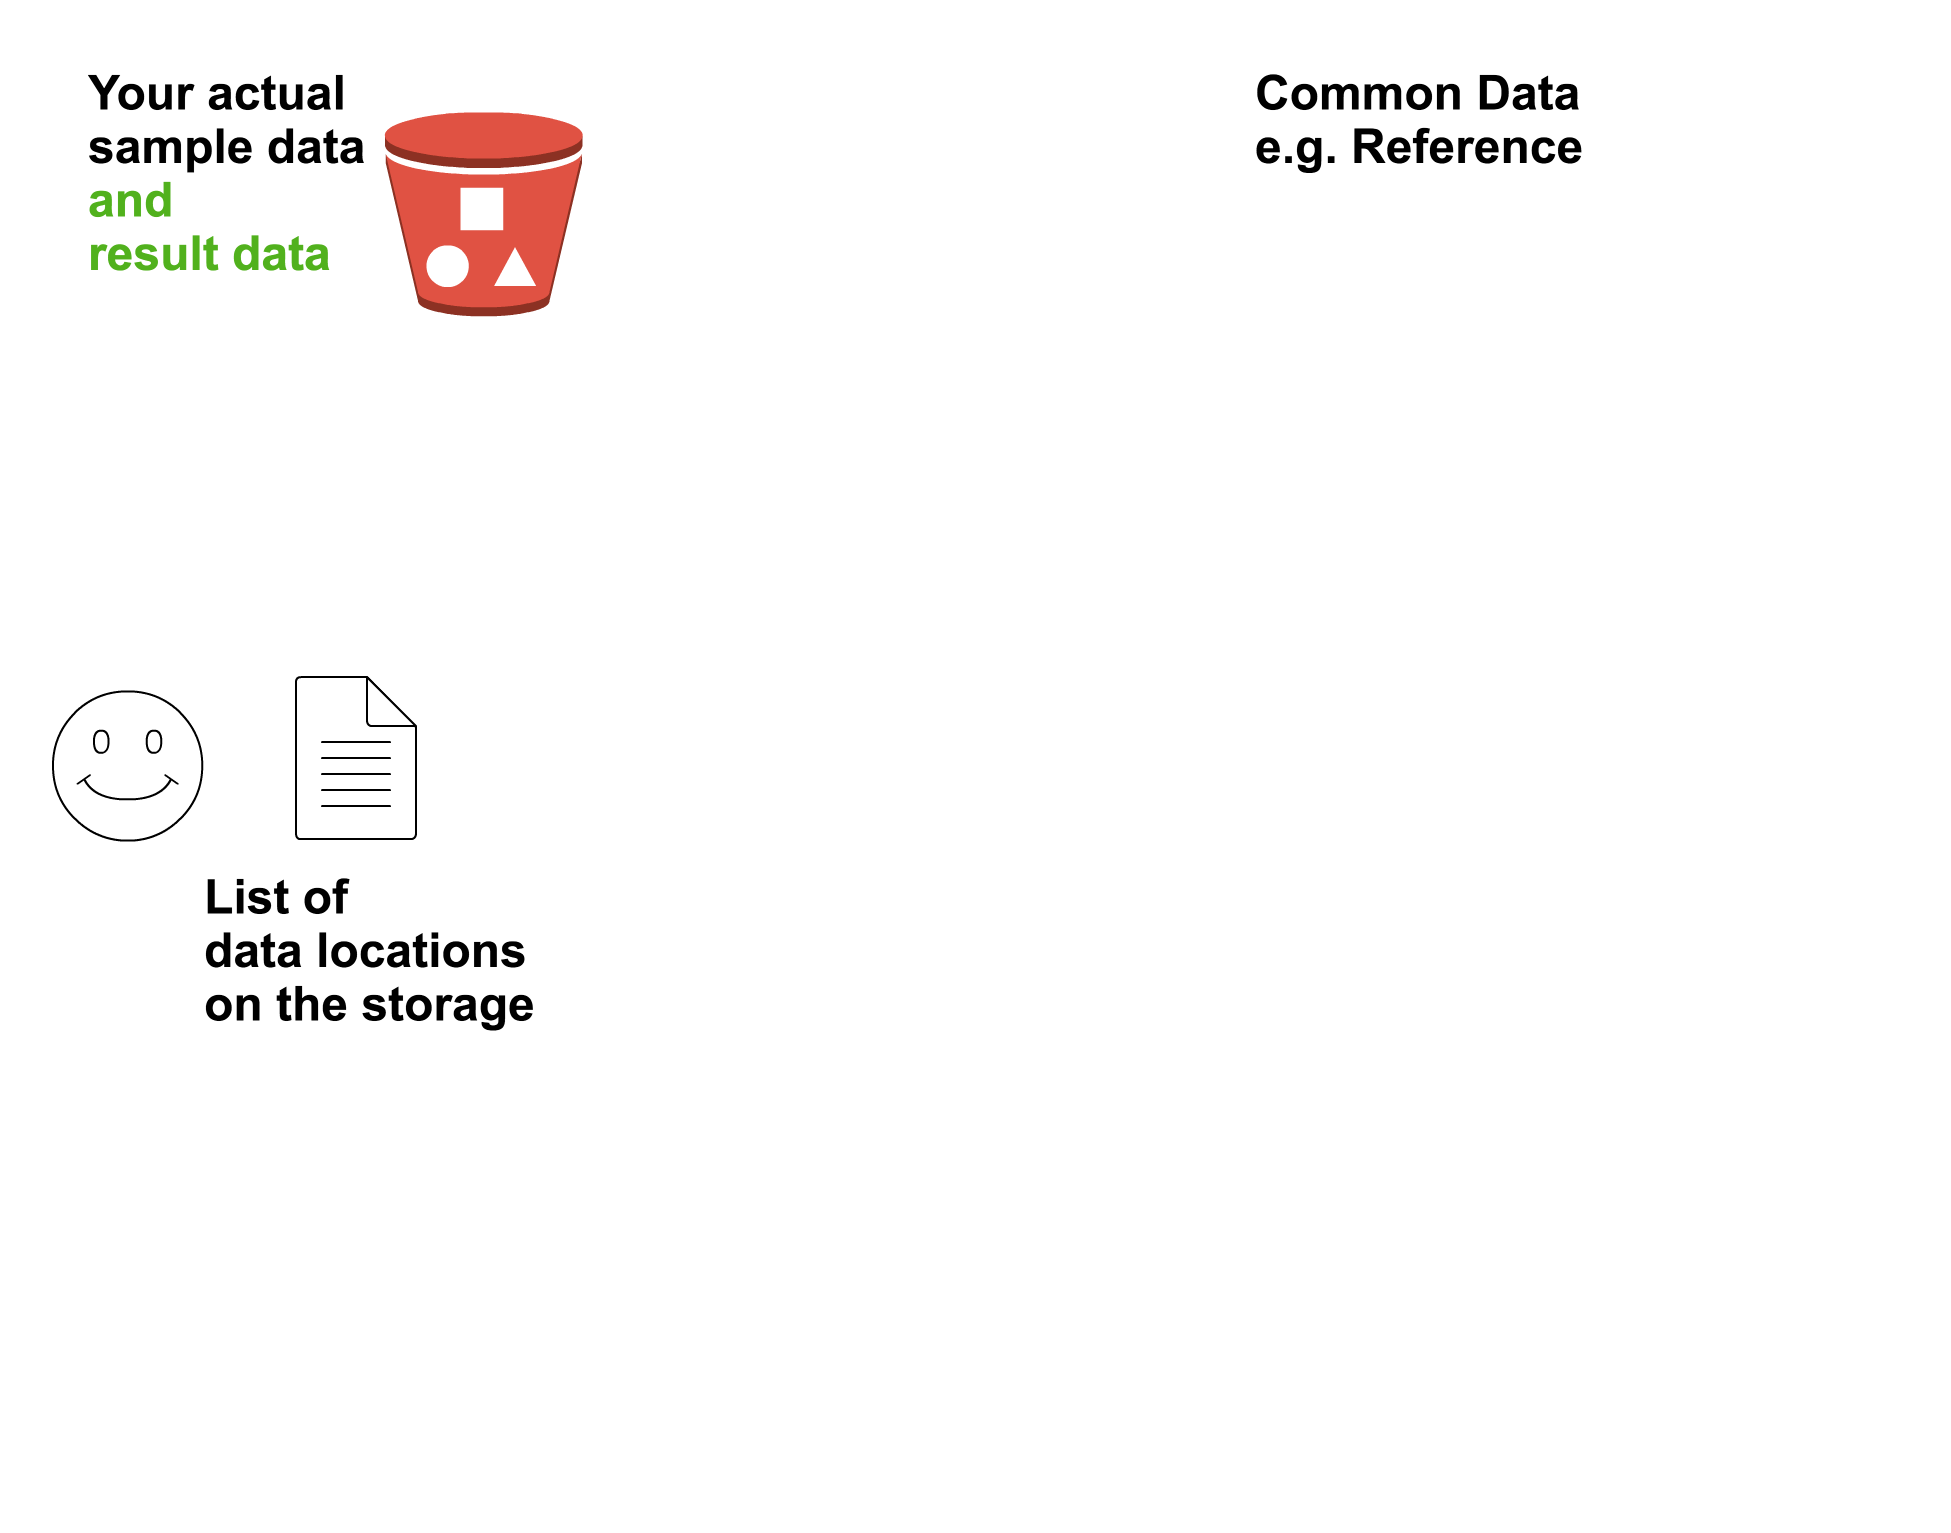 Your actual
sample data
and
result data
Common Data
e.g. Reference
List of
data locations
on the storage